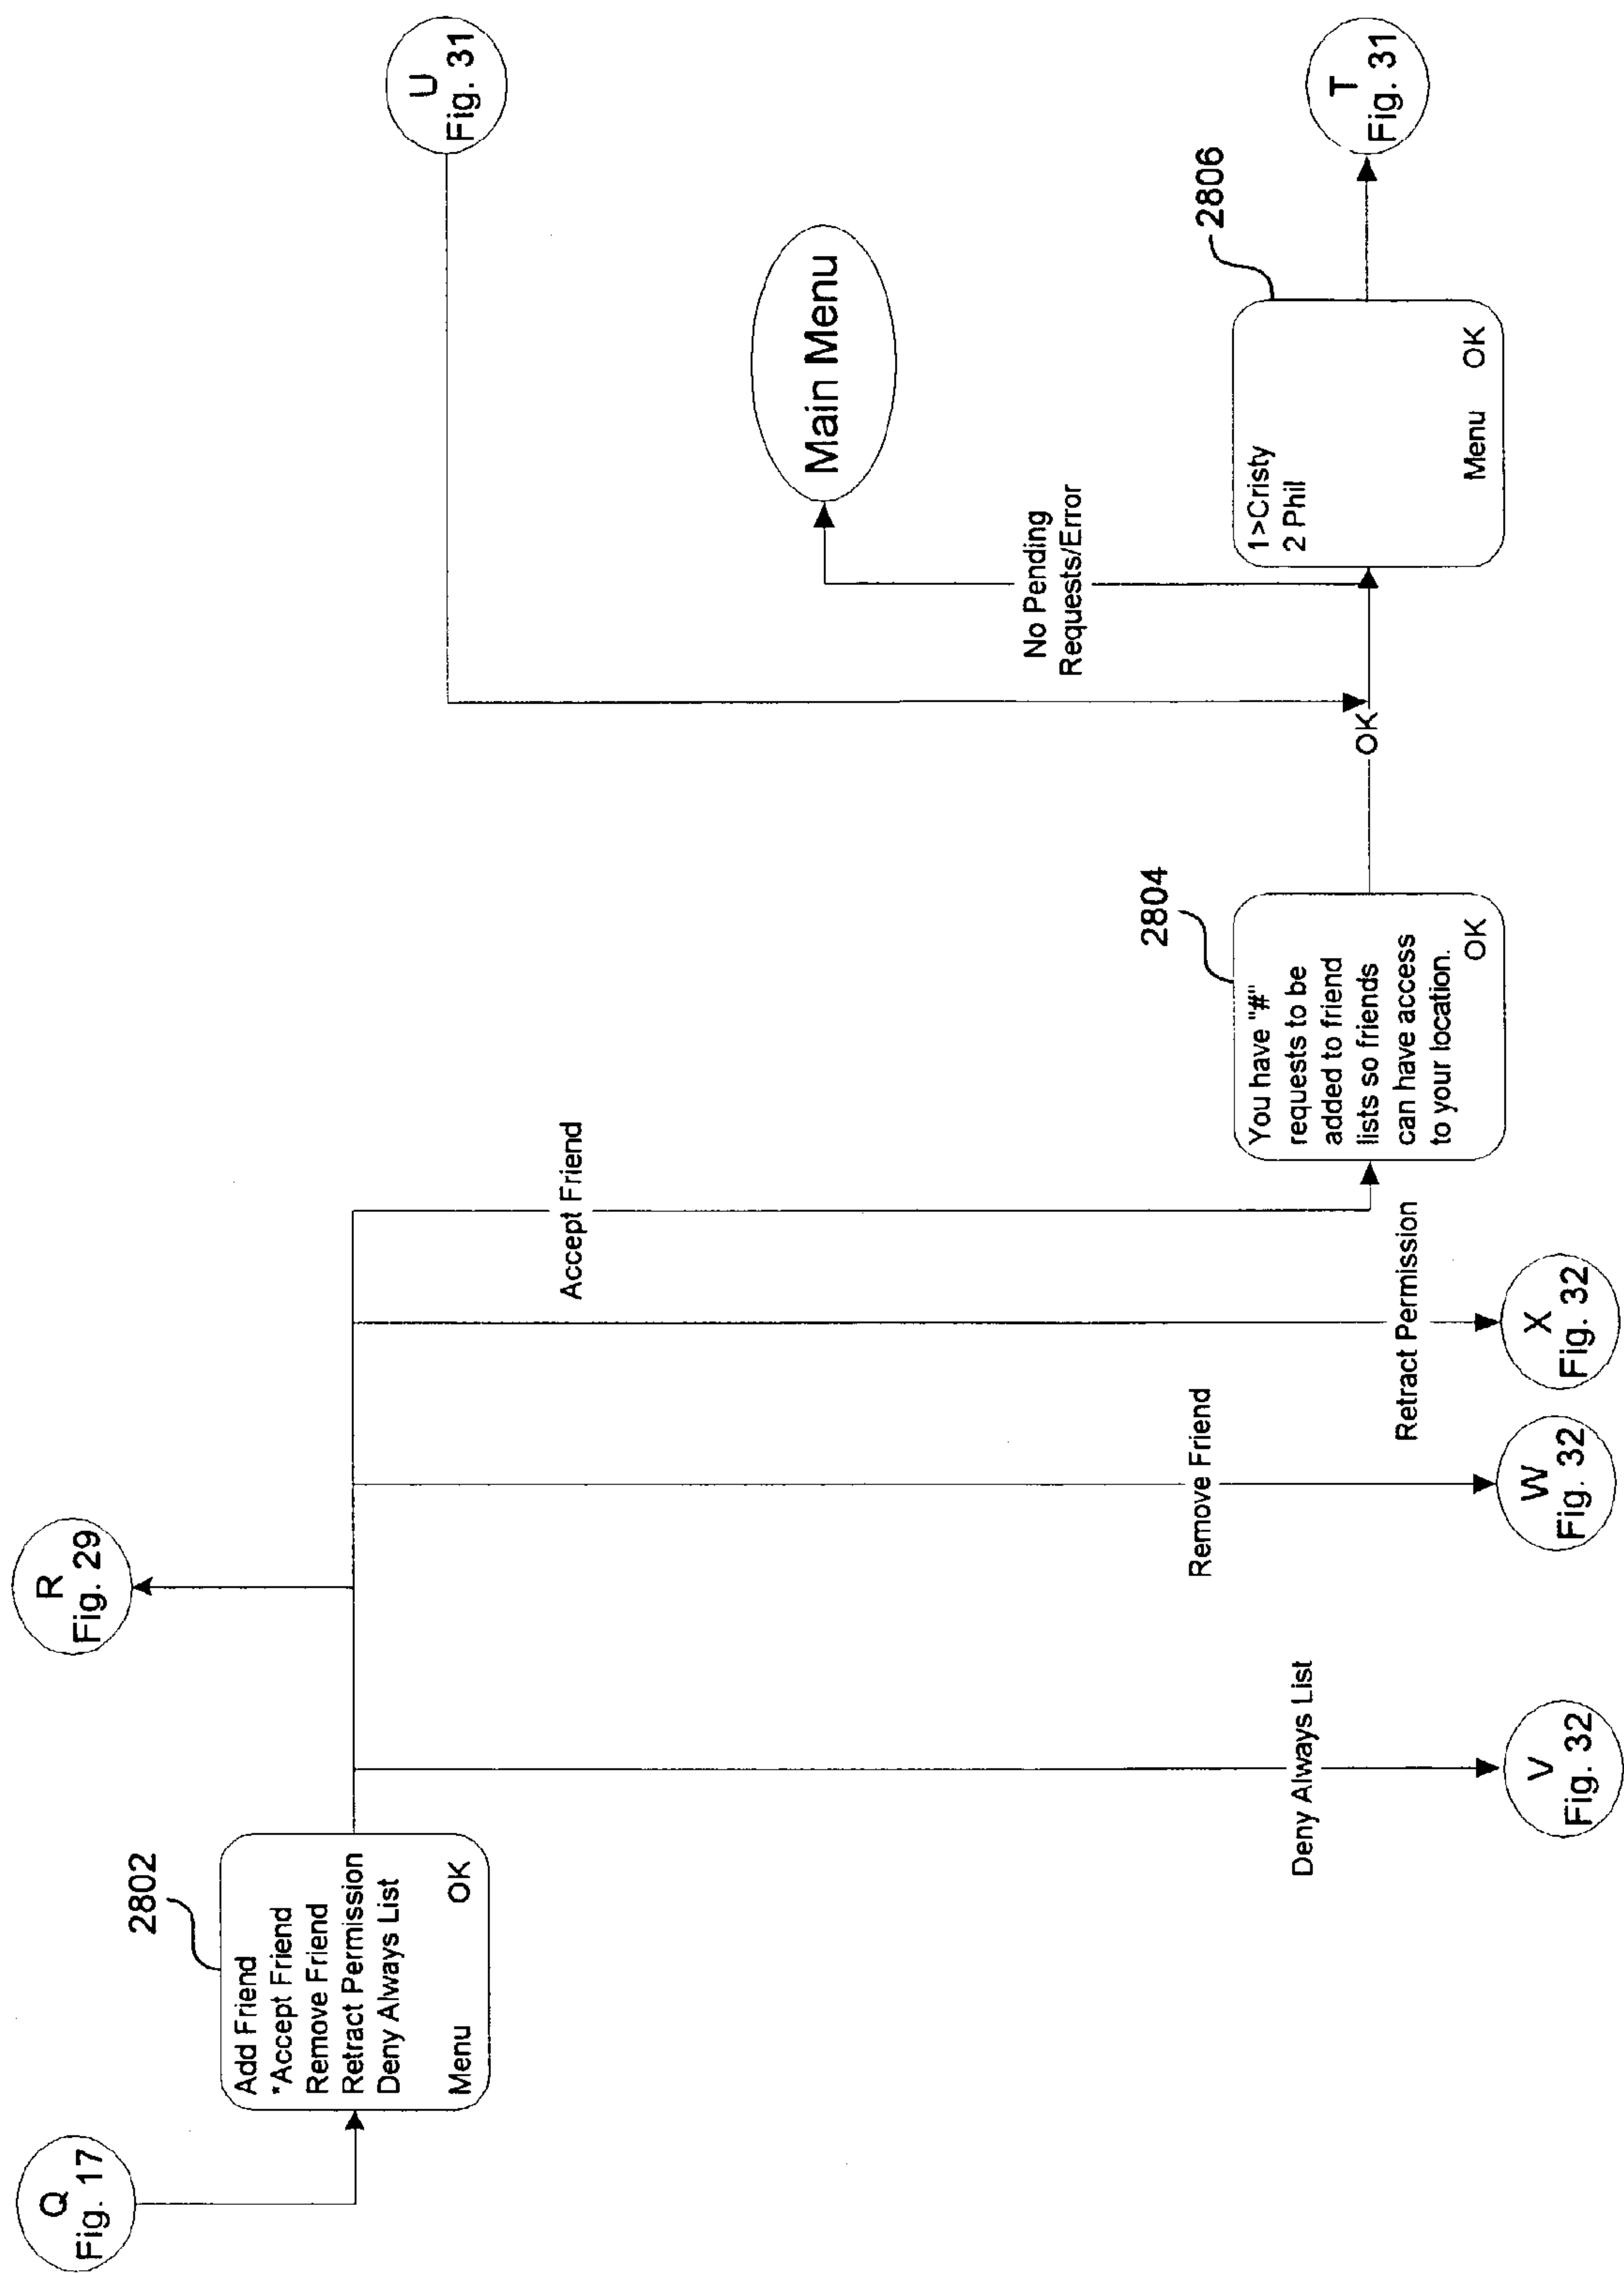 Q
Fig. 17
2802
Add Friend
*Accept Friend
Remove Friend
Retract Permission
Deny Always List
Menu OK
R
Fig. 29
Deny Always List
V
Fig. 32
Remove Friend
W
Fig. 32
Retract Permission
X
Fig. 32
Accept Friend
2804
You have "#"
requests to be
added to friend
lists so friends
can have access
to your location.
OK
OK
U
Fig. 31
No Pending
Requests/Error
Main Menu
2806
1>Cristy
2 Phil
Menu OK
T
Fig. 31